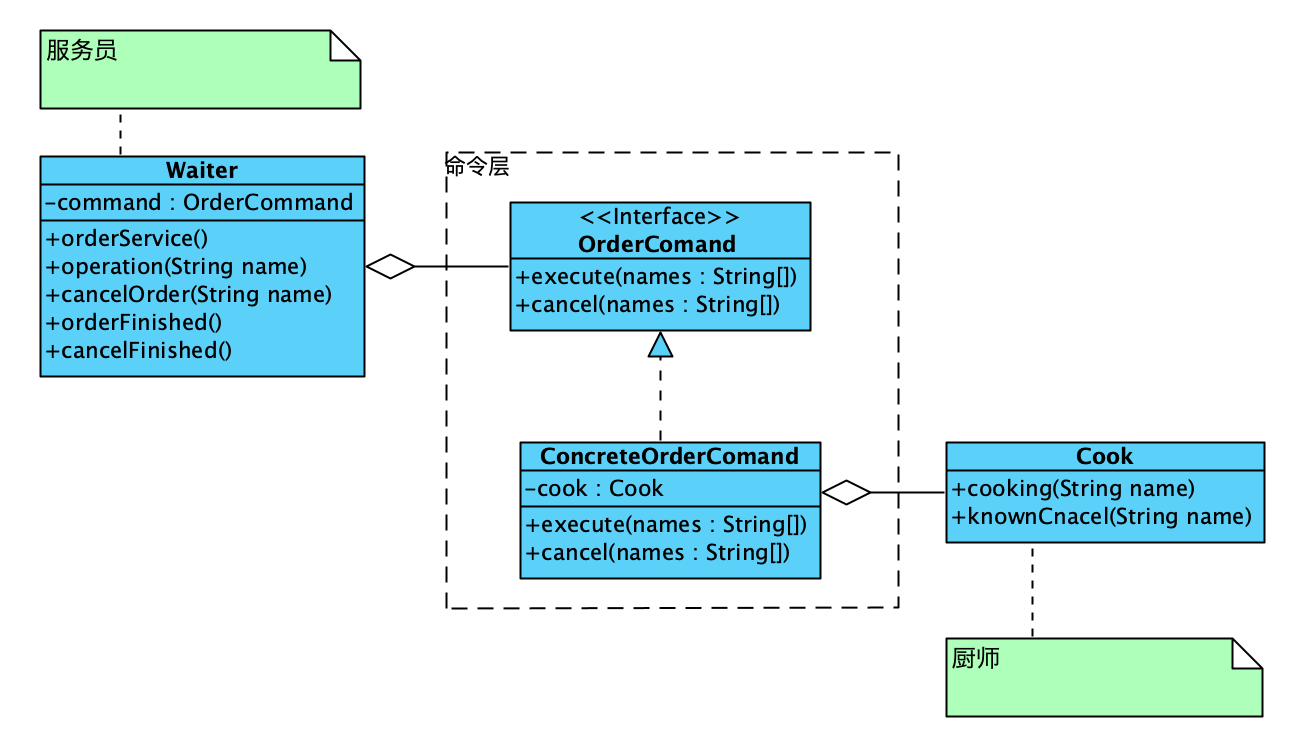 服务员
Waiter
-command : OrderCommand
+orderService()
+operation(String name)
+cancelOrder(String name)
+orderFinished()
+cancelFinished()
命令层
<<Interface>>
OrderComand
+execute(names : String[])
+cancel(names : String[])
ConcreteOrderComand
-cook : Cook
+execute(names : String[])
+cancel(names : String[])
Cook
+cooking(String name)
+knownCnacel(String name)
厨师